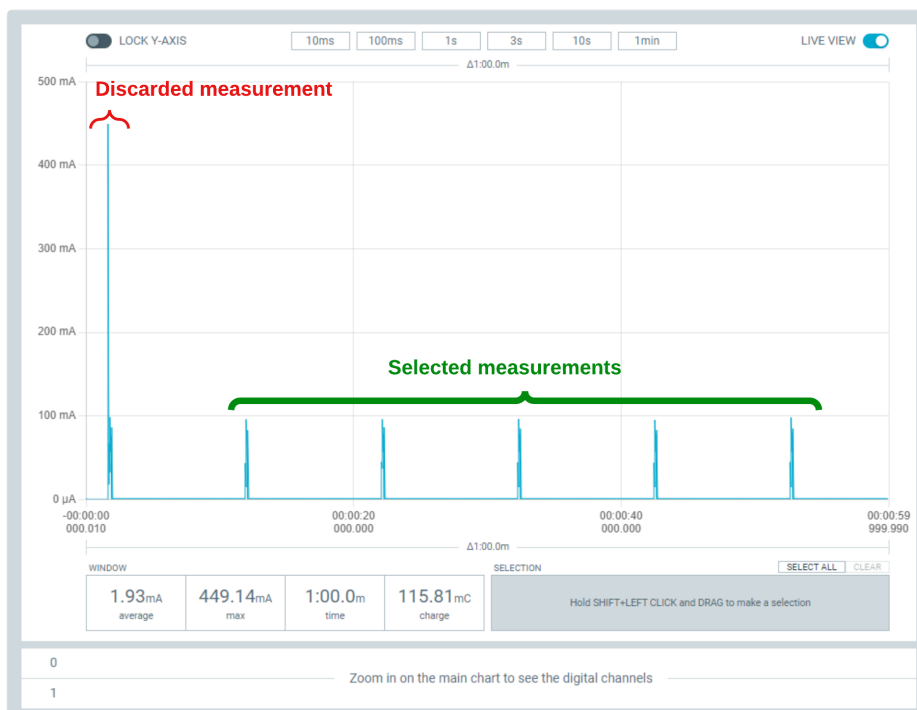 LOCK Y-AXIS
10ms 100ms 1s 3s 10s 1min
LIVE VIEW
Δ1:00.0m
500 mA
Discarded measurement
400 mA
300 mA
200 mA
Selected measurements
100 mA
0 µA
-00:00:00 00:00:20 00:00:40 00:00:59
000.010 000.000 000.000 999.990
Δ1:00.0m
WINDOW
SELECTION
SELECT ALL CLEAR
1.93mA 449.14mA 1:00.0m 115.81mC
average max time charge
Hold SHIFT+LEFT CLICK and DRAG to make a selection
0
Zoom in on the main chart to see the digital channels
1